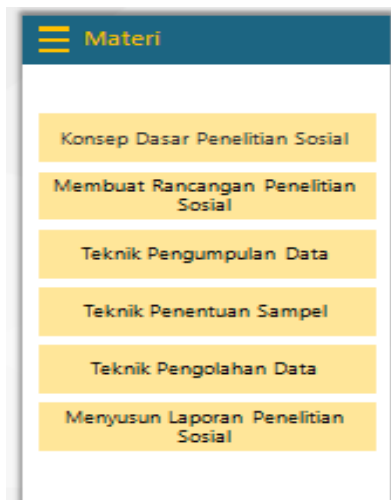 Materi
Konsep Dasar Penelitian Sosial
Membuat Rancangan Penelitian
Sosial
Teknik Pengumpulan Data
Teknik Penentuan Sampel
Teknik Pengolahan Data
Menyusun Laporan Penelitian
Sosial